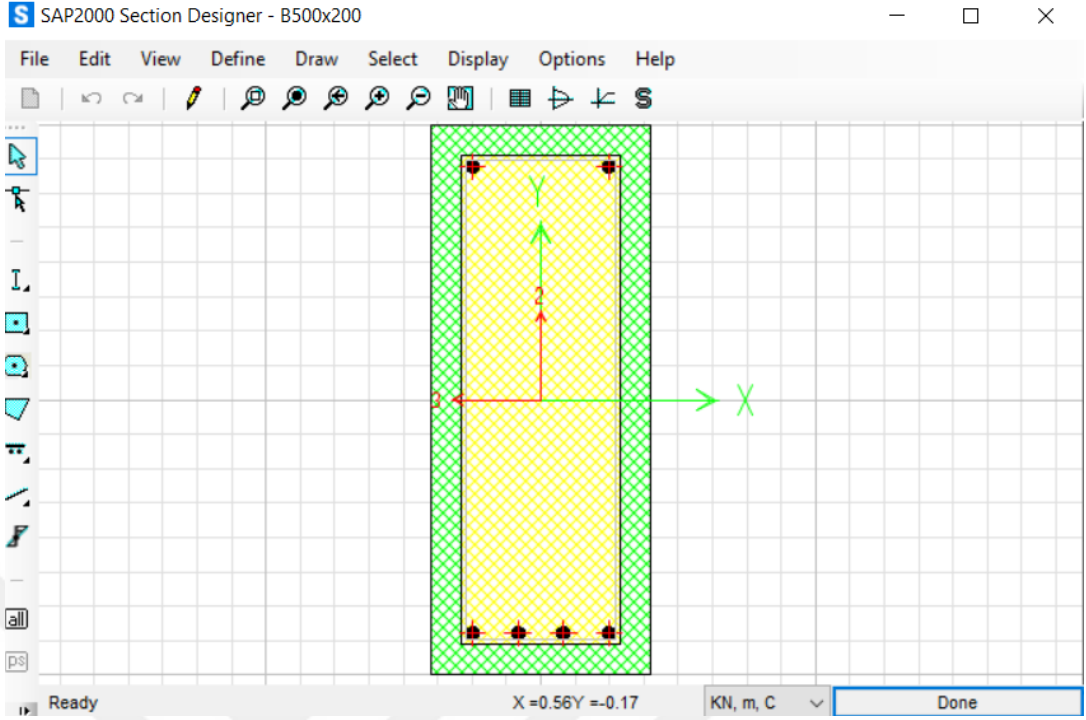 S SAP2000 Section Designer - B500x200
File Edit View Define Draw Select Display Options Help
S
Y
2
3
X
I
all
ps
Ready X =0.56Y =-0.17 KN, m, C Done